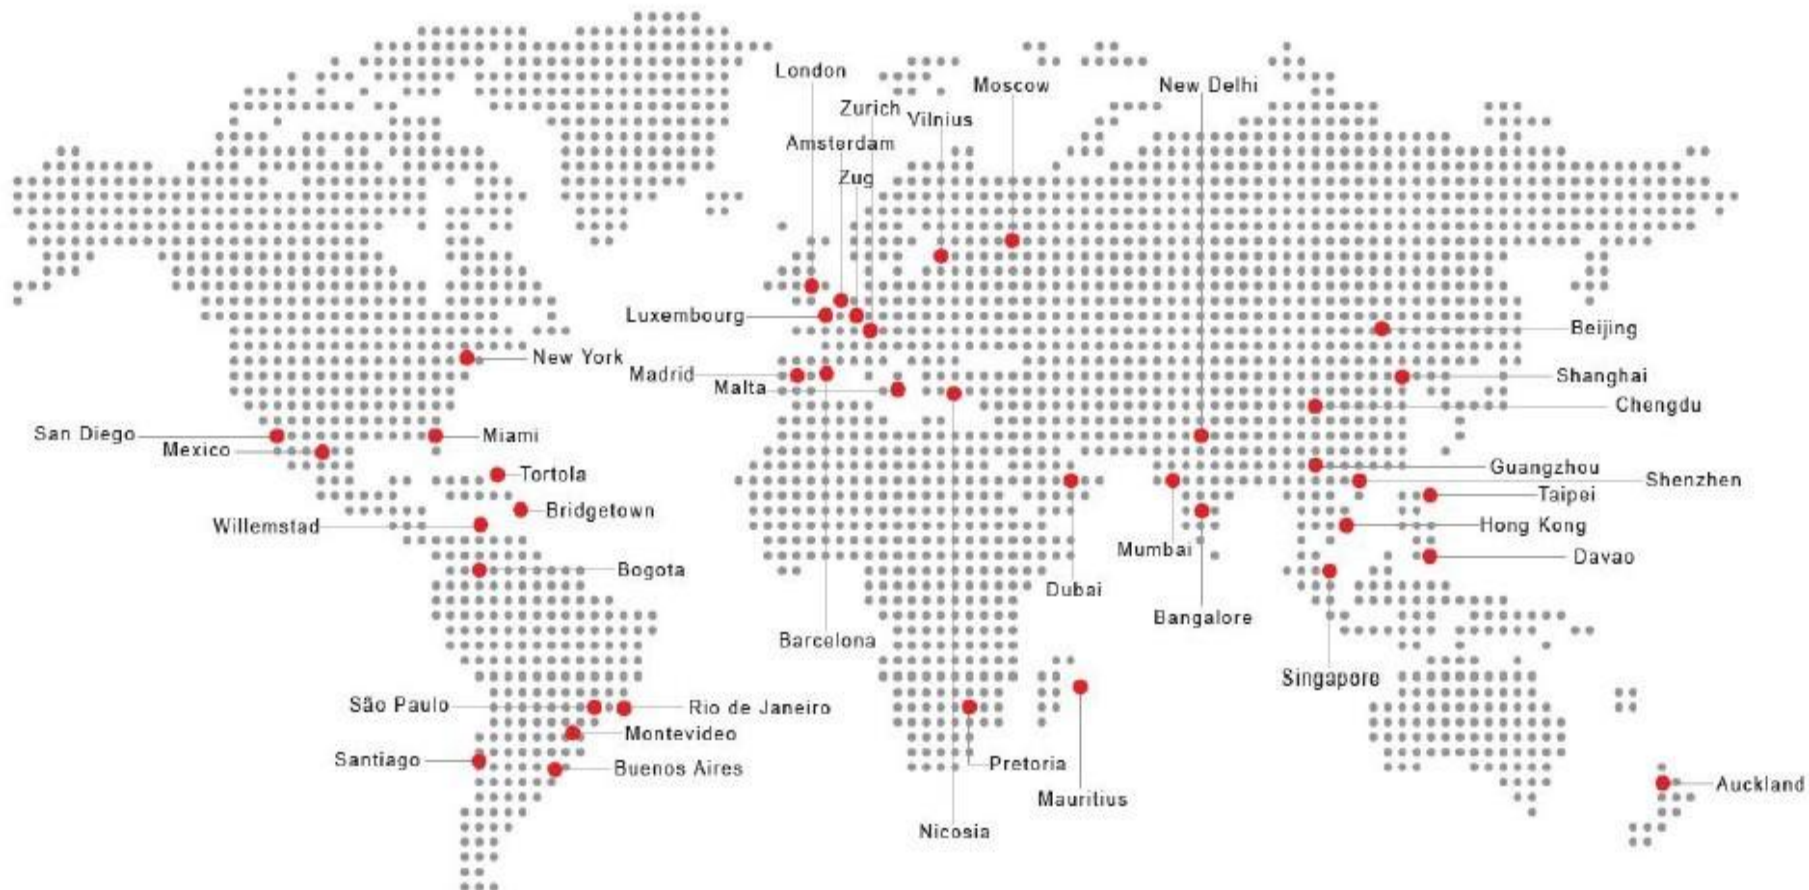 London
Moscow
New Delhi
Zurich
Vilnius
Amsterdam
Zug
Luxembourg
Beijing
New York
Madrid
Malta
Shanghai
Chengdu
San Diego
Mexico
Miami
Tortola
Guangzhou
Shenzhen
Taipei
Bridgetown
Willemstad
Hong Kong
Mumbai
Davao
Bogota
Dubai
Bangalore
Barcelona
Singapore
São Paulo
Rio de Janeiro
Montevideo
Santiago
Buenos Aires
Pretoria
Mauritius
Auckland
Nicosia